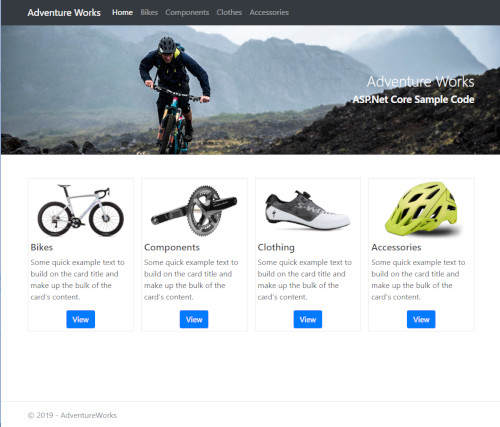 Adventure Works Home Bikes Components Clothes Accessories
Adventure Works
ASP.Net Core Sample Code
Bikes
Some quick example text to
build on the card title and
make up the bulk of the
card's content.
View
Components
Some quick example text to
build on the card title and
make up the bulk of the
card's content.
View
Clothing
Some quick example text to
build on the card title and
make up the bulk of the
card's content.
View
Accessories
Some quick example text to
build on the card title and
make up the bulk of the
card's content.
View
© 2019 - AdventureWorks